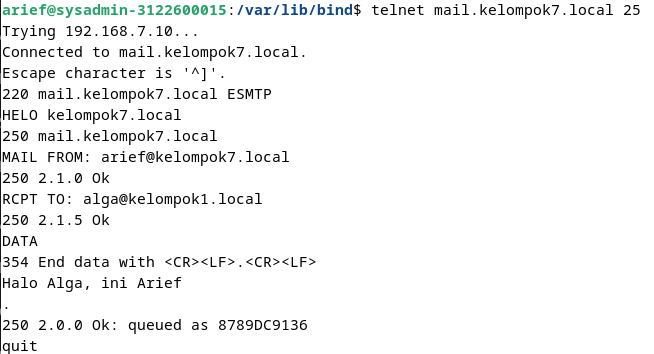 arief@sysadmin-3122600015:/var/lib/bind$ telnet mail.kelompok7.local 25
Trying 192.168.7.10...
Connected to mail.kelompok7.local.
Escape character is '^]'.
220 mail.kelompok7.local ESMTP
HELO kelompok7.local
250 mail.kelompok7.local
MAIL FROM: arief@kelompok7.local
250 2.1.0 Ok
RCPT TO: alga@kelompok1.local
250 2.1.5 Ok
DATA
354 End data with <CR><LF>.<CR><LF>
Halo Alga, ini Arief
.
250 2.0.0 Ok: queued as 8789DC9136
quit